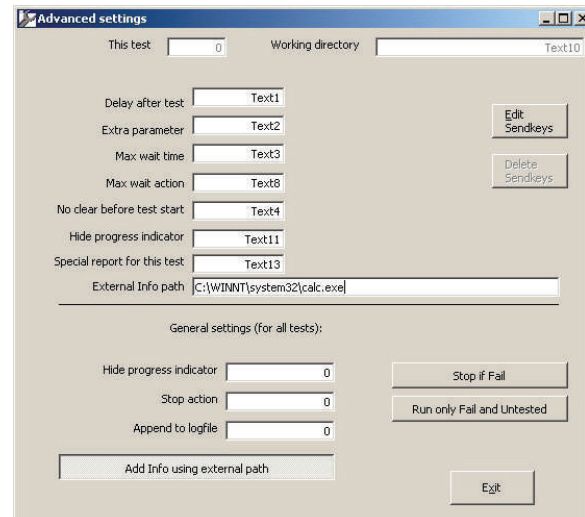 Advanced settings
This test 0 Working directory Text10
Delay after test Text1
Extra parameter Text2
Max wait time Text3
Max wait action Text8
No clear before test start Text4
Hide progress indicator Text11
Special report for this test Text13
External Info path C:\WINNT\system32\calc.exe
Edit
Sendkeys
Delete
Sendkeys
General settings (for all tests):
Hide progress indicator 0
Stop action 0
Append to logfile 0
Stop if Fail
Run only Fail and Untested
Add Info using external path
Exit